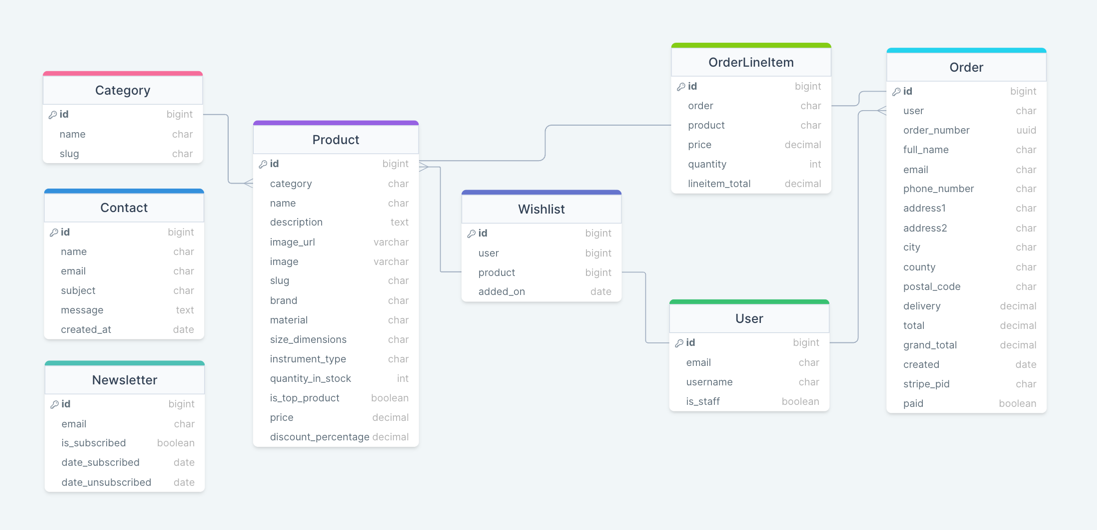 Category
id bigint
name char
slug char
Contact
id bigint
name char
email char
subject char
message text
created_at date
Newsletter
id bigint
email char
is_subscribed boolean
date_subscribed date
date_unsubscribed date
Product
id bigint
category char
name char
description text
image_url varchar
image varchar
slug char
brand char
material char
size_dimensions char
instrument_type char
quantity_in_stock int
is_top_product boolean
price decimal
discount_percentage decimal
Wishlist
id bigint
user bigint
product bigint
added_on date
OrderLineItem
id bigint
order char
product char
price decimal
quantity int
lineitem_total decimal
User
id bigint
email char
username char
is_staff boolean
Order
id bigint
user char
order_number uuid
full_name char
email char
phone_number char
address1 char
address2 char
city char
county char
postal_code char
delivery decimal
total decimal
grand_total decimal
created date
stripe_pid char
paid boolean